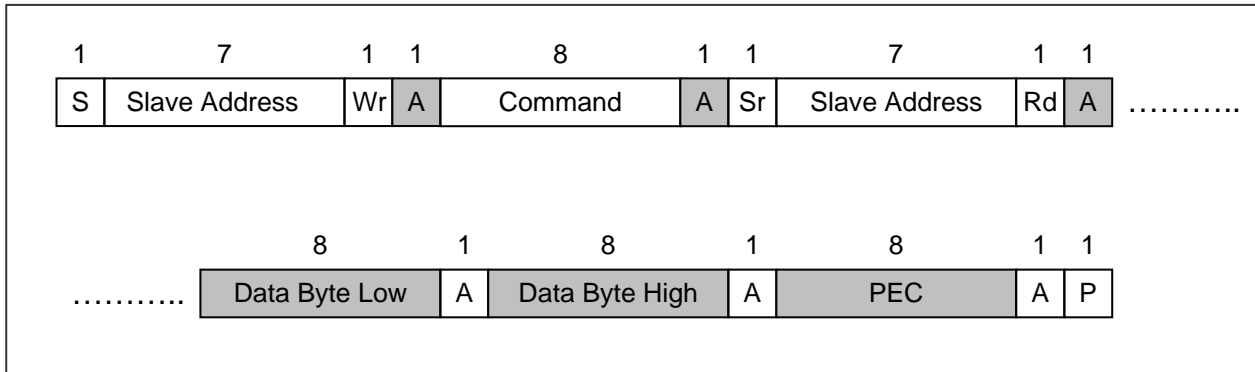 1 7 1 1 8 1 1 7 1 1
S Slave Address Wr A Command A Sr Slave Address Rd A ………..
8 1 8 1 8 1 1
……….. Data Byte Low A Data Byte High A PEC A P